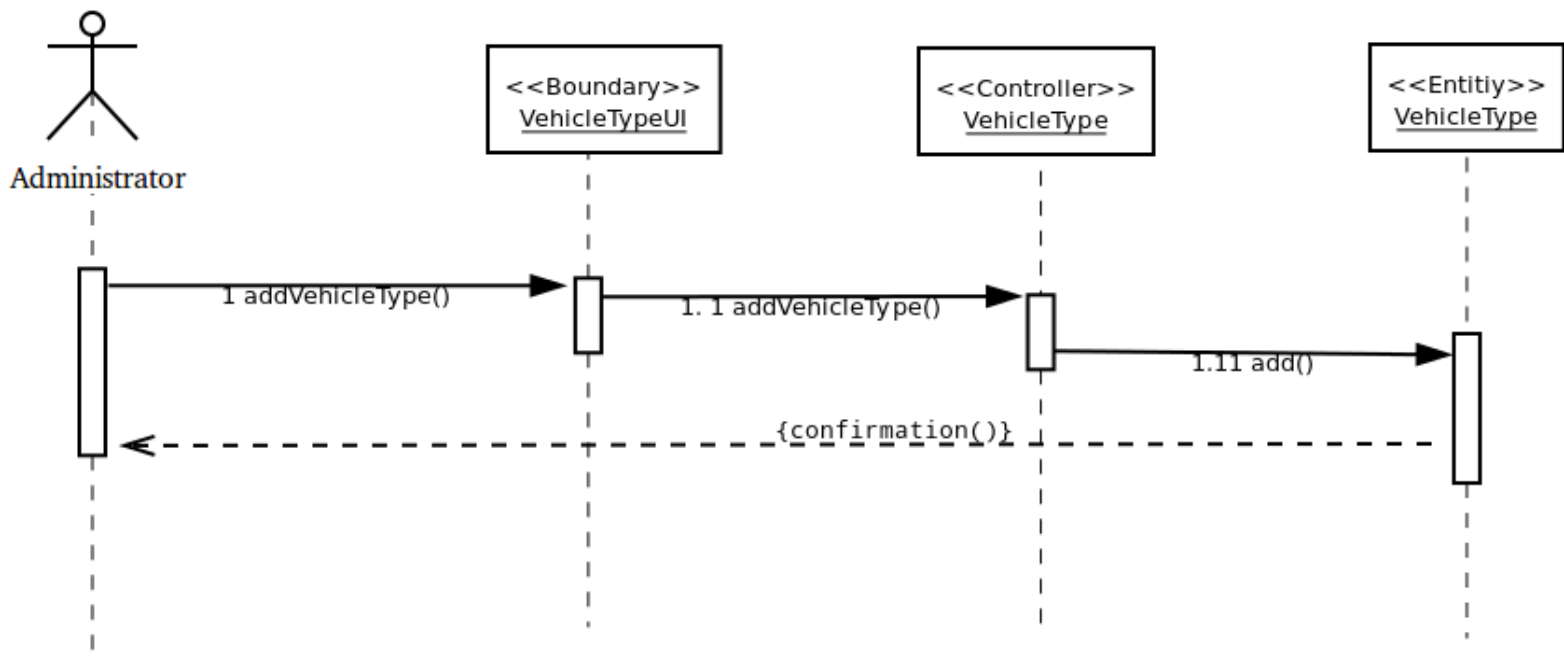 <<Boundary>>
VehicleTypeUI
<<Controller>>
VehicleType
<<Entitiy>>
VehicleType
Administrator
1 addVehicleType()
1. 1 addVehicleType()
1.11 add()
{confirmation()}